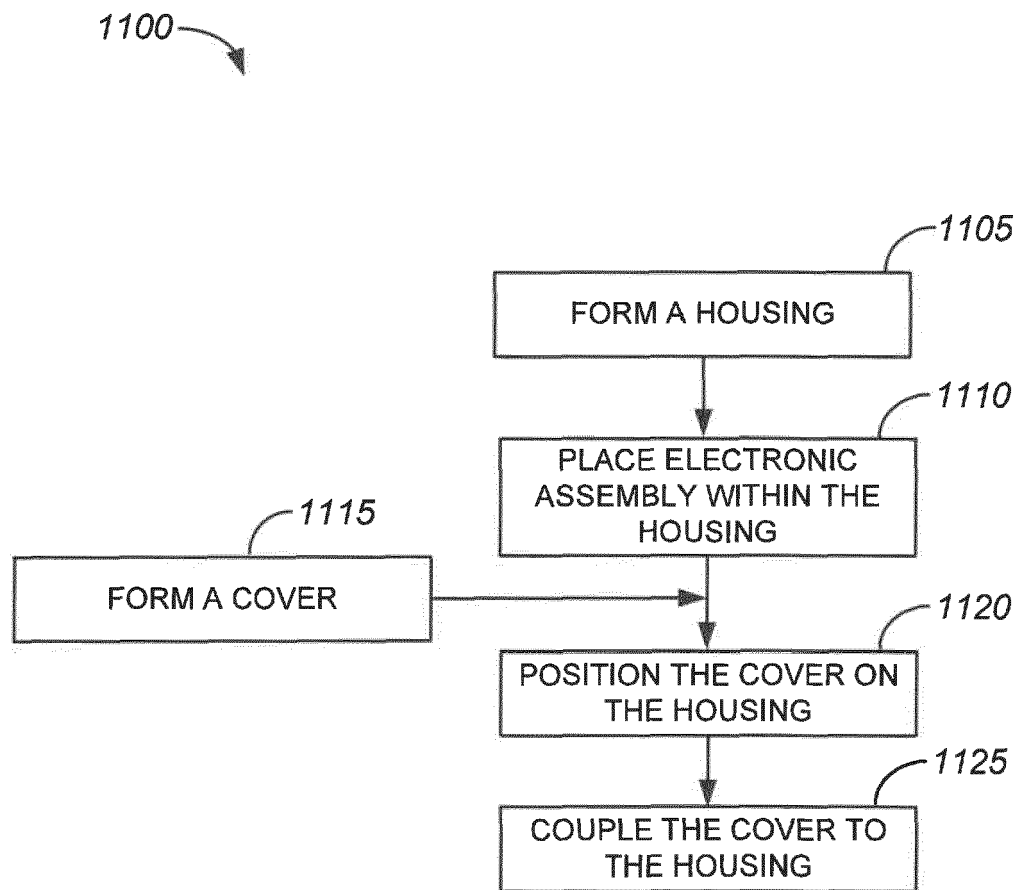 1100
1105
FORM A HOUSING
1110
PLACE ELECTRONIC
ASSEMBLY WITHIN THE
HOUSING
1115
FORM A COVER
1120
POSITION THE COVER ON
THE HOUSING
1125
COUPLE THE COVER TO
THE HOUSING